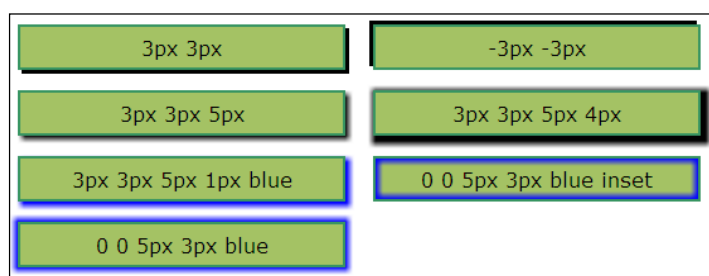 3px 3px
-3px -3px
3px 3px 5px
3px 3px 5px 4px
3px 3px 5px 1px blue
0 0 5px 3px blue inset
0 0 5px 3px blue